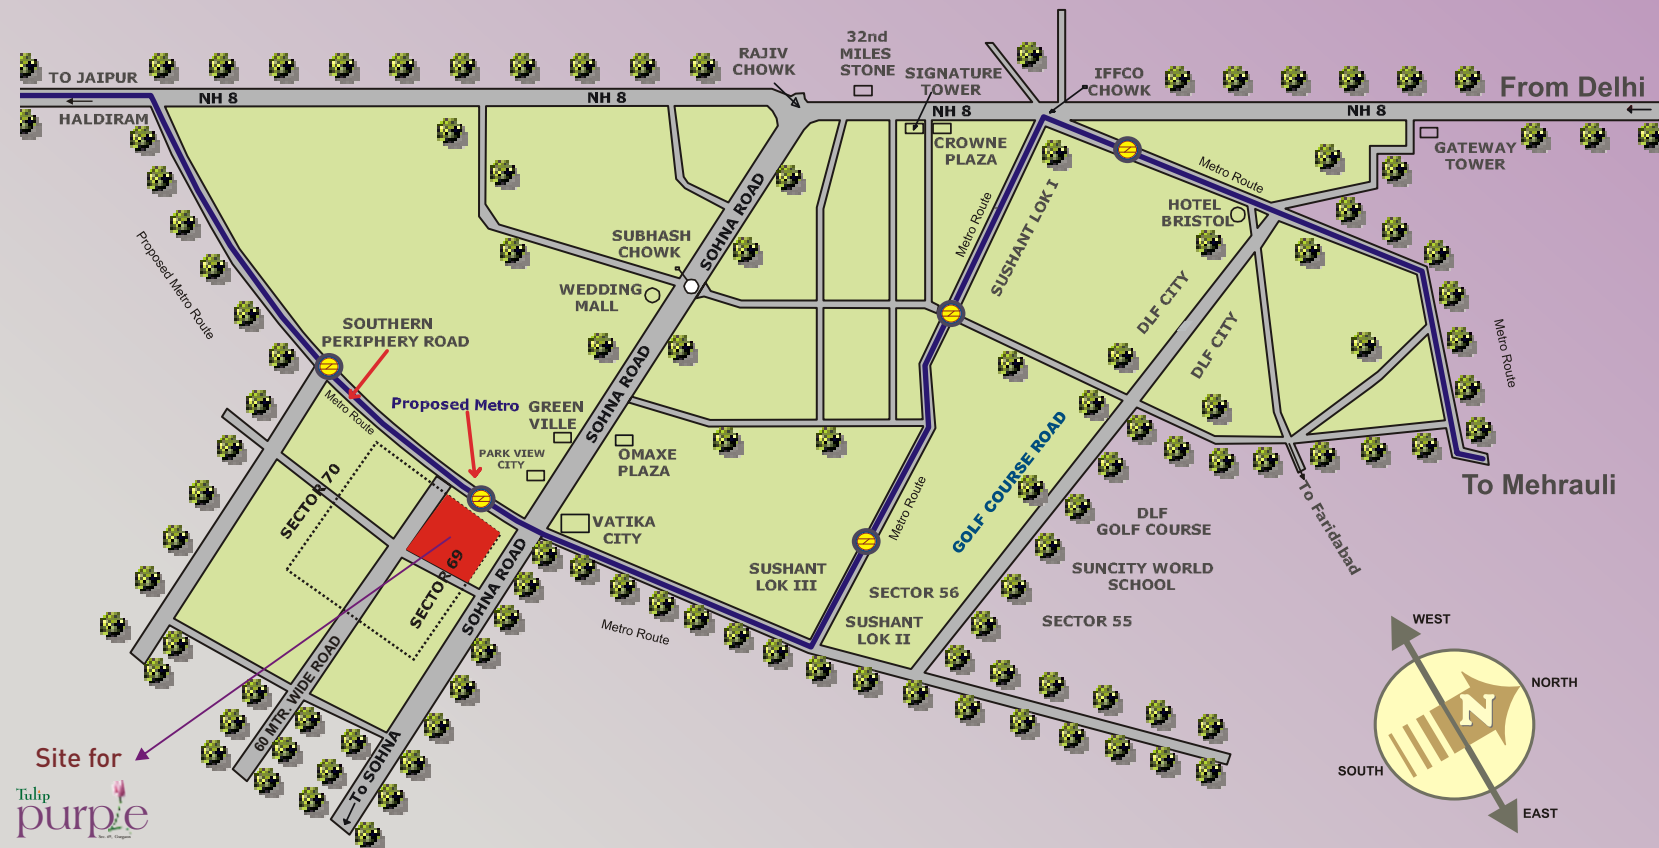 TO JAIPUR
HALDIRAM
NH 8
NH 8
RAJIV
CHOWK
32nd
MILES
STONE
SIGNATURE
TOWER
NH 8
CROWNE
PLAZA
IFFCO
CHOWK
NH 8
From Delhi
GATEWAY
TOWER
Metro Route
HOTEL
BRISTOL
Metro Route
SUSHANT LOK I
SOHNA ROAD
SUBHASH
CHOWK
WEDDING
MALL
Proposed Metro Route
SOUTHERN
PERIPHERY ROAD
Metro Route
Proposed Metro
GREEN
VILLE
PARK VIEW
CITY
SOHNA ROAD
OMAXE
PLAZA
VATIKA
CITY
DLF CITY
DLF CITY
Metro Route
GOLF COURSE ROAD
To Mehrauli
To Faridabad
DLF
GOLF COURSE
SUNCITY WORLD
SCHOOL
SECTOR 55
Metro Route
SUSHANT
LOK III
SECTOR 56
SUSHANT
LOK II
Metro Route
SECTOR 70
SECTOR 69
SOHNA ROAD
60 MTR. WIDE ROAD
To SOHNA
Site for
Tulip
purple
WEST
NORTH
N
SOUTH
EAST